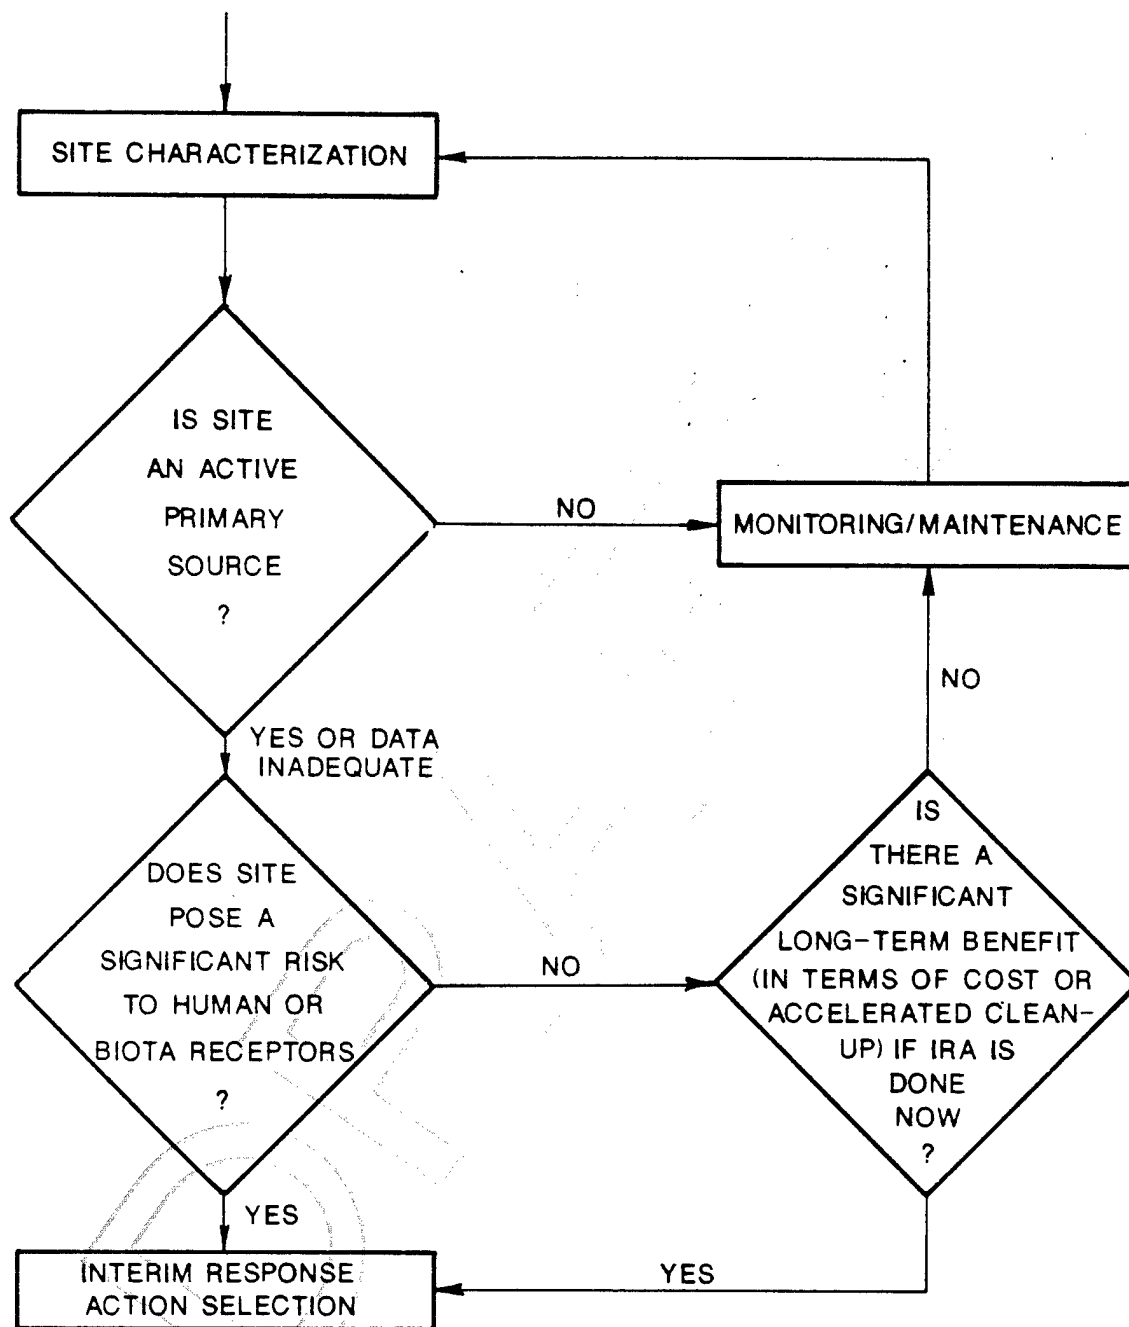 SITE CHARACTERIZATION
IS SITE
AN ACTIVE
PRIMARY
SOURCE
?
NO
MONITORING/MAINTENANCE
NO
YES OR DATA
INADEQUATE
DOES SITE
POSE A
SIGNIFICANT RISK
TO HUMAN OR
BIOTA RECEPTORS
?
NO
IS
THERE A
SIGNIFICANT
LONG-TERM BENEFIT
(IN TERMS OF COST OR
ACCELERATED CLEAN-
UP) IF IRA IS
DONE
NOW
?
YES
YES
INTERIM RESPONSE
ACTION SELECTION